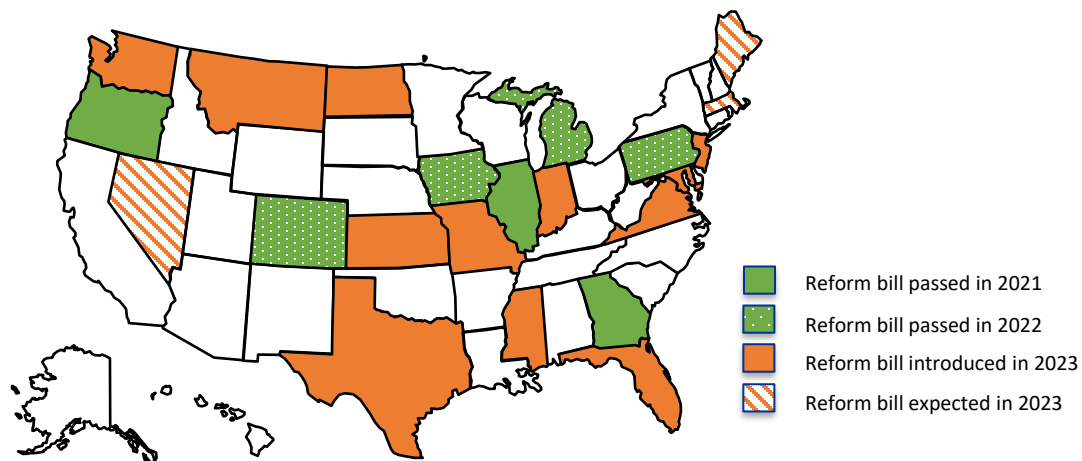 Reform bill passed in 2021
Reform bill passed in 2022
Reform bill introduced in 2023
Reform bill expected in 2023